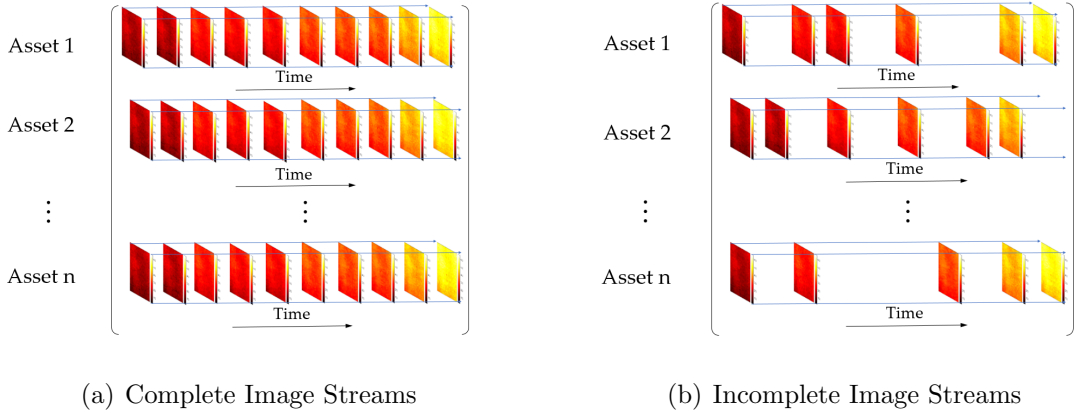 Asset 1
Time
Asset 2
Time
Asset n
Time
(a) Complete Image Streams
Asset 1
Time
Asset 2
Time
Asset n
Time
(b) Incomplete Image Streams